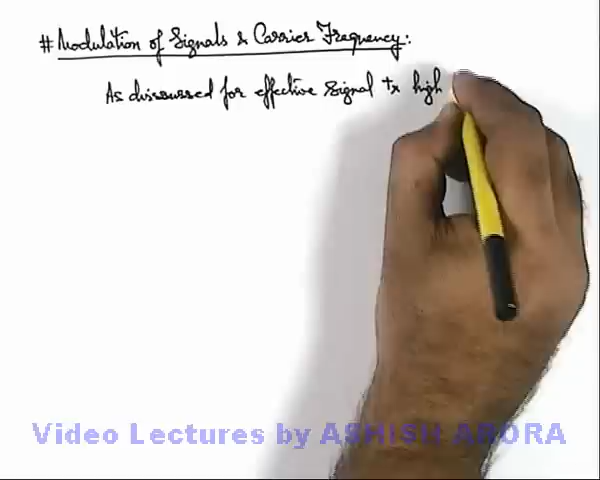 # Modulation of Signals & Carrier Frequency:
As discussed for effective signal tx high
Video Lectures by ASHISH ARORA